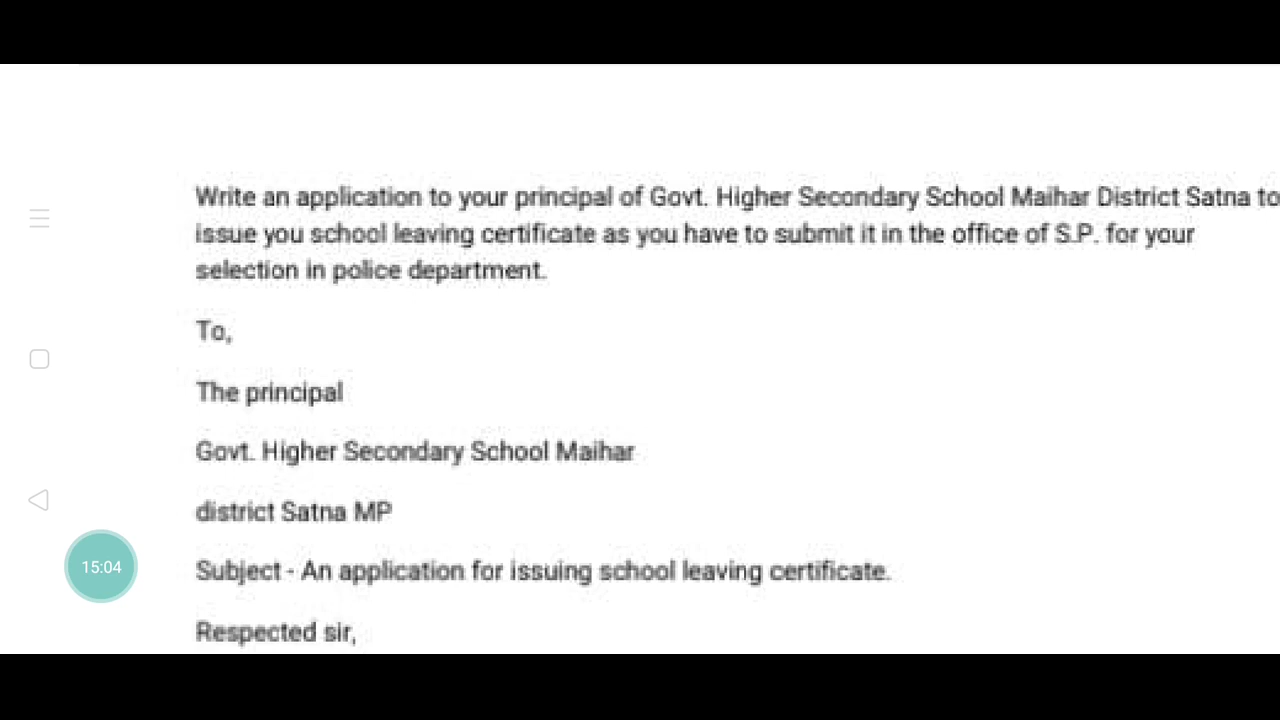 Write an application to your principal of Govt. Higher Secondary School Maihar District Satna to
issue you school leaving certificate as you have to submit it in the office of S.P. for your
selection in police department.
To,
The principal
Govt. Higher Secondary School Maihar
district Satna MP
15:04
Subject - An application for issuing school leaving certificate.
Respected sir,